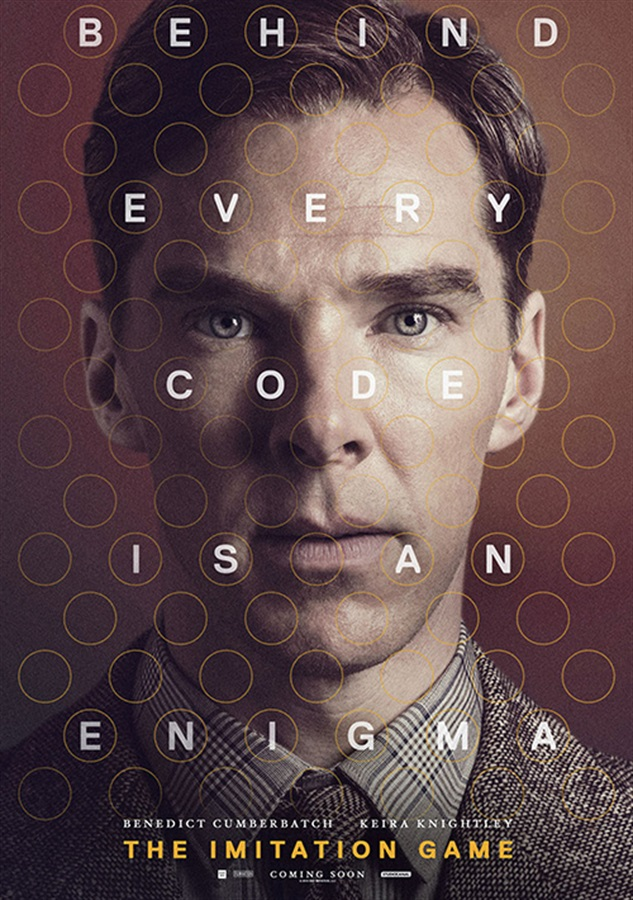 BEHIND
EVERY
CODE
IS AN
ENIGMA
BENEDICT CUMBERBATCH KEIRA KNIGHTLEY
THE IMITATION GAME
COMING SOON